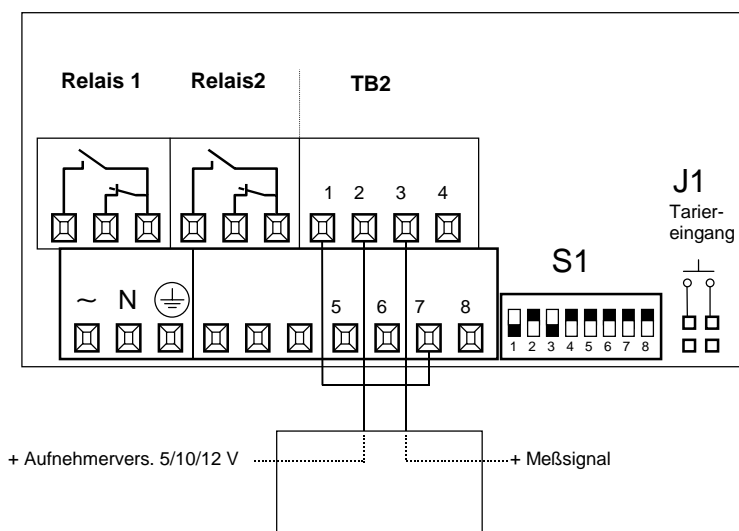 Relais 1 Relais2 TB2
1 2 3 4
J1
Tarier-
eingang
S1
~ N
5 6 7 8
1 2 3 4 5 6 7 8
+ Aufnehmervers. 5/10/12 V
+ Meßsignal